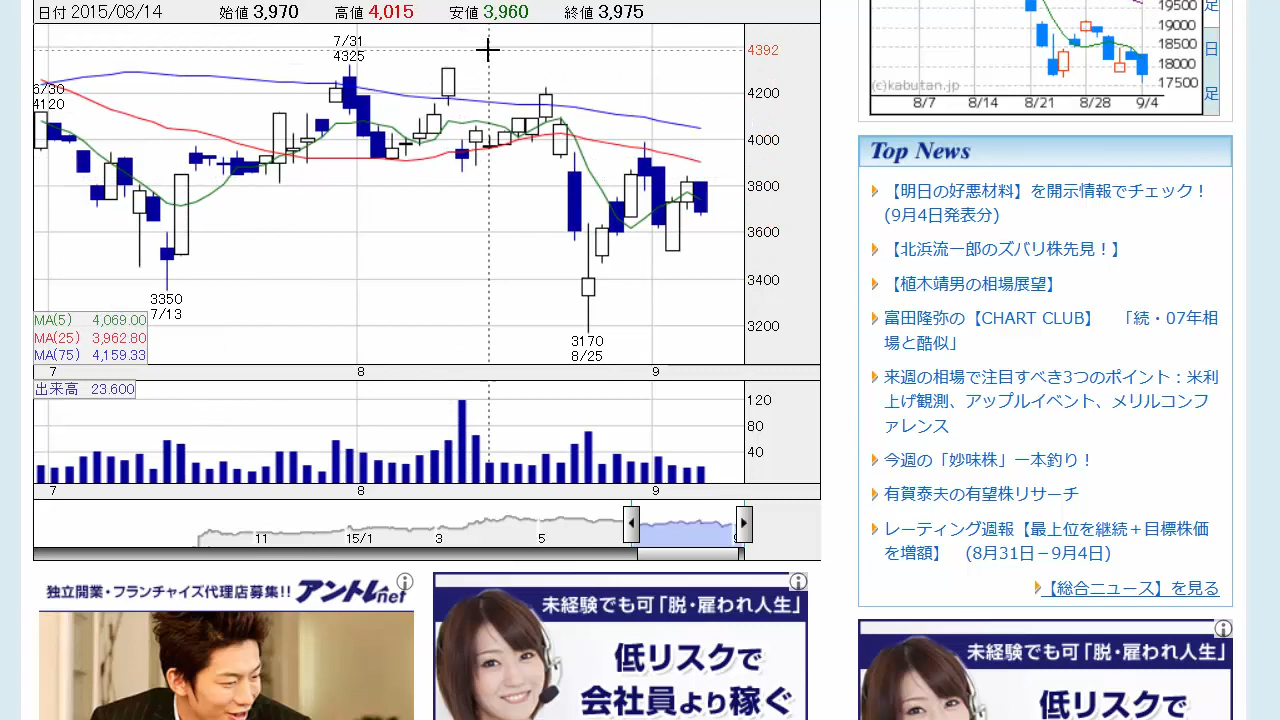 日付 2015/08/14 始値 3,970 高値 4,015 安値 3,960 終値 3,975
7/31
4325
4392
6/30
4120
4200
4000
3800
3600
3400
3200
3350
7/13
3170
8/25
MA(5) 4,069.00
MA(25) 3,962.80
MA(75) 4,159.33
7 8 9
出来高 23.600
120
80
40
7 8 9
11 15/1 3 5
独立開業・フランチャイズ代理店募集!! アントレnet
未経験でも可「脱・雇われ人生」
低リスクで
会社員より稼ぐ
19500
19000
18500
18000
17500
(c)kabutan.jp
8/7 8/14 8/21 8/28 9/4
足
日
足
Top News
【明日の好悪材料】を開示情報でチェック！
(9月4日発表分)
【北浜流一郎のズバリ株先見！】
【植木靖男の相場展望】
富田隆弥の【CHART CLUB】 「続・07年相
場と酷似」
来週の相場で注目すべき3つのポイント：米利
上げ観測、アップルイベント、メリルコンフ
ァレンス
今週の「妙味株」一本釣り！
有賀泰夫の有望株リサーチ
レーティング週報【最上位を継続＋目標株価
を増額】 (8月31日－9月4日)
【総合ニュース】を見る
未経験でも可「脱・雇われ人生」
低リスクで